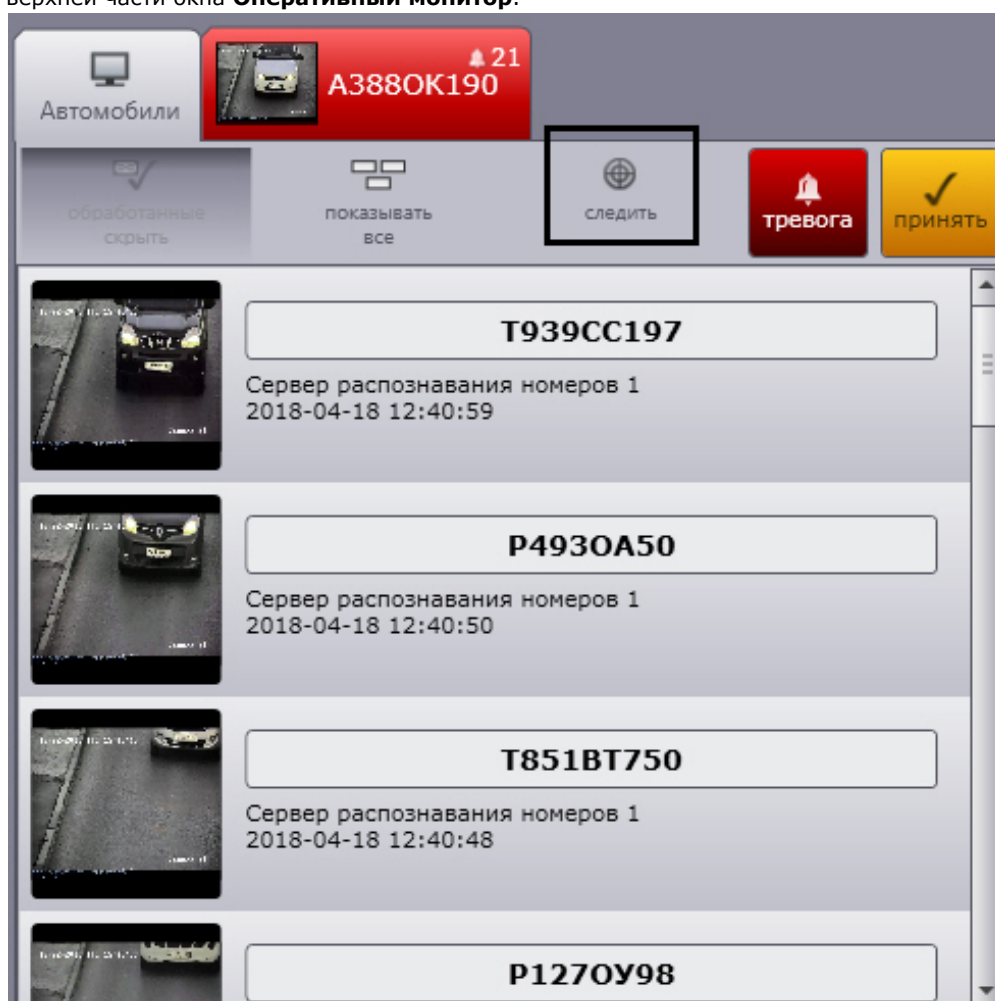 верхней части окна Оперативный монитор.
21
А388ОК190
Автомобили
обработанные
скрыть
показывать
все
следить
тревога
принять
Т939СС197
Сервер распознавания номеров 1
2018-04-18 12:40:59
Р493ОА50
Сервер распознавания номеров 1
2018-04-18 12:40:50
Т851ВТ750
Сервер распознавания номеров 1
2018-04-18 12:40:48
Р127ОУ98